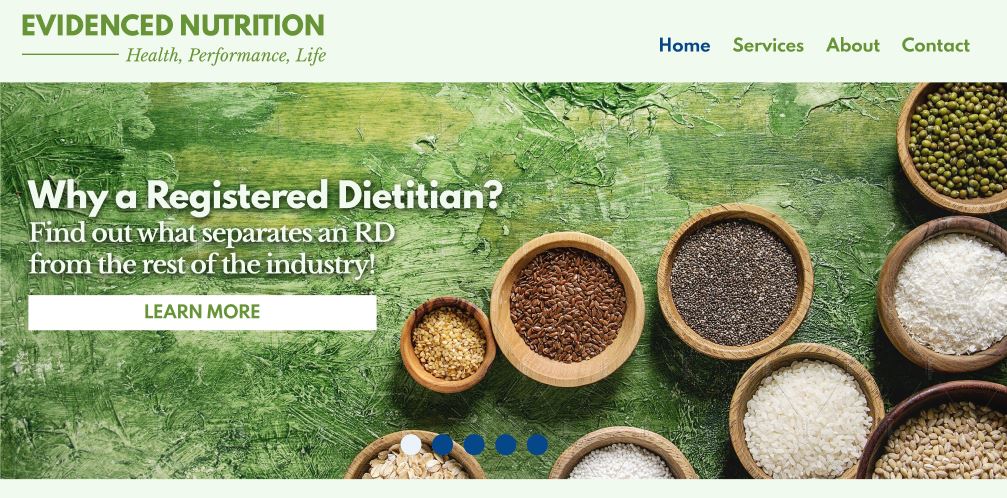 EVIDENCED NUTRITION
Health, Performance, Life
Home Services About Contact
Why a Registered Dietitian?
Find out what separates an RD
from the rest of the industry!
LEARN MORE